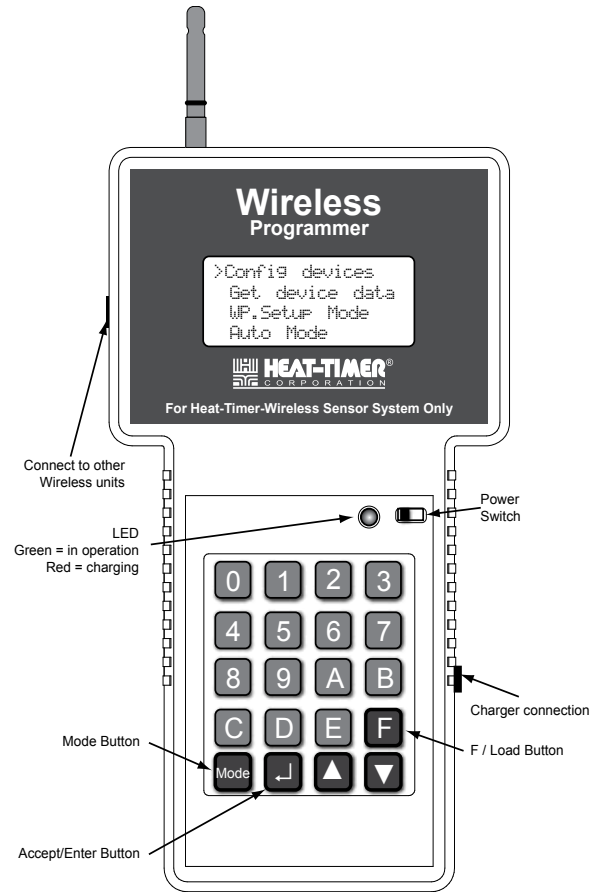 Wireless
Programmer
>Config devices
Get device data
WP.Setup Mode
Auto Mode
HEAT-TIMER®
CORPORATION
For Heat-Timer-Wireless Sensor System Only
Connect to other
Wireless units
LED
Green = in operation
Red = charging
Power
Switch
0 1 2 3
4 5 6 7
8 9 A B
C D E F
Mode ↵ ▲ ▼
Charger connection
F / Load Button
Mode Button
Accept/Enter Button